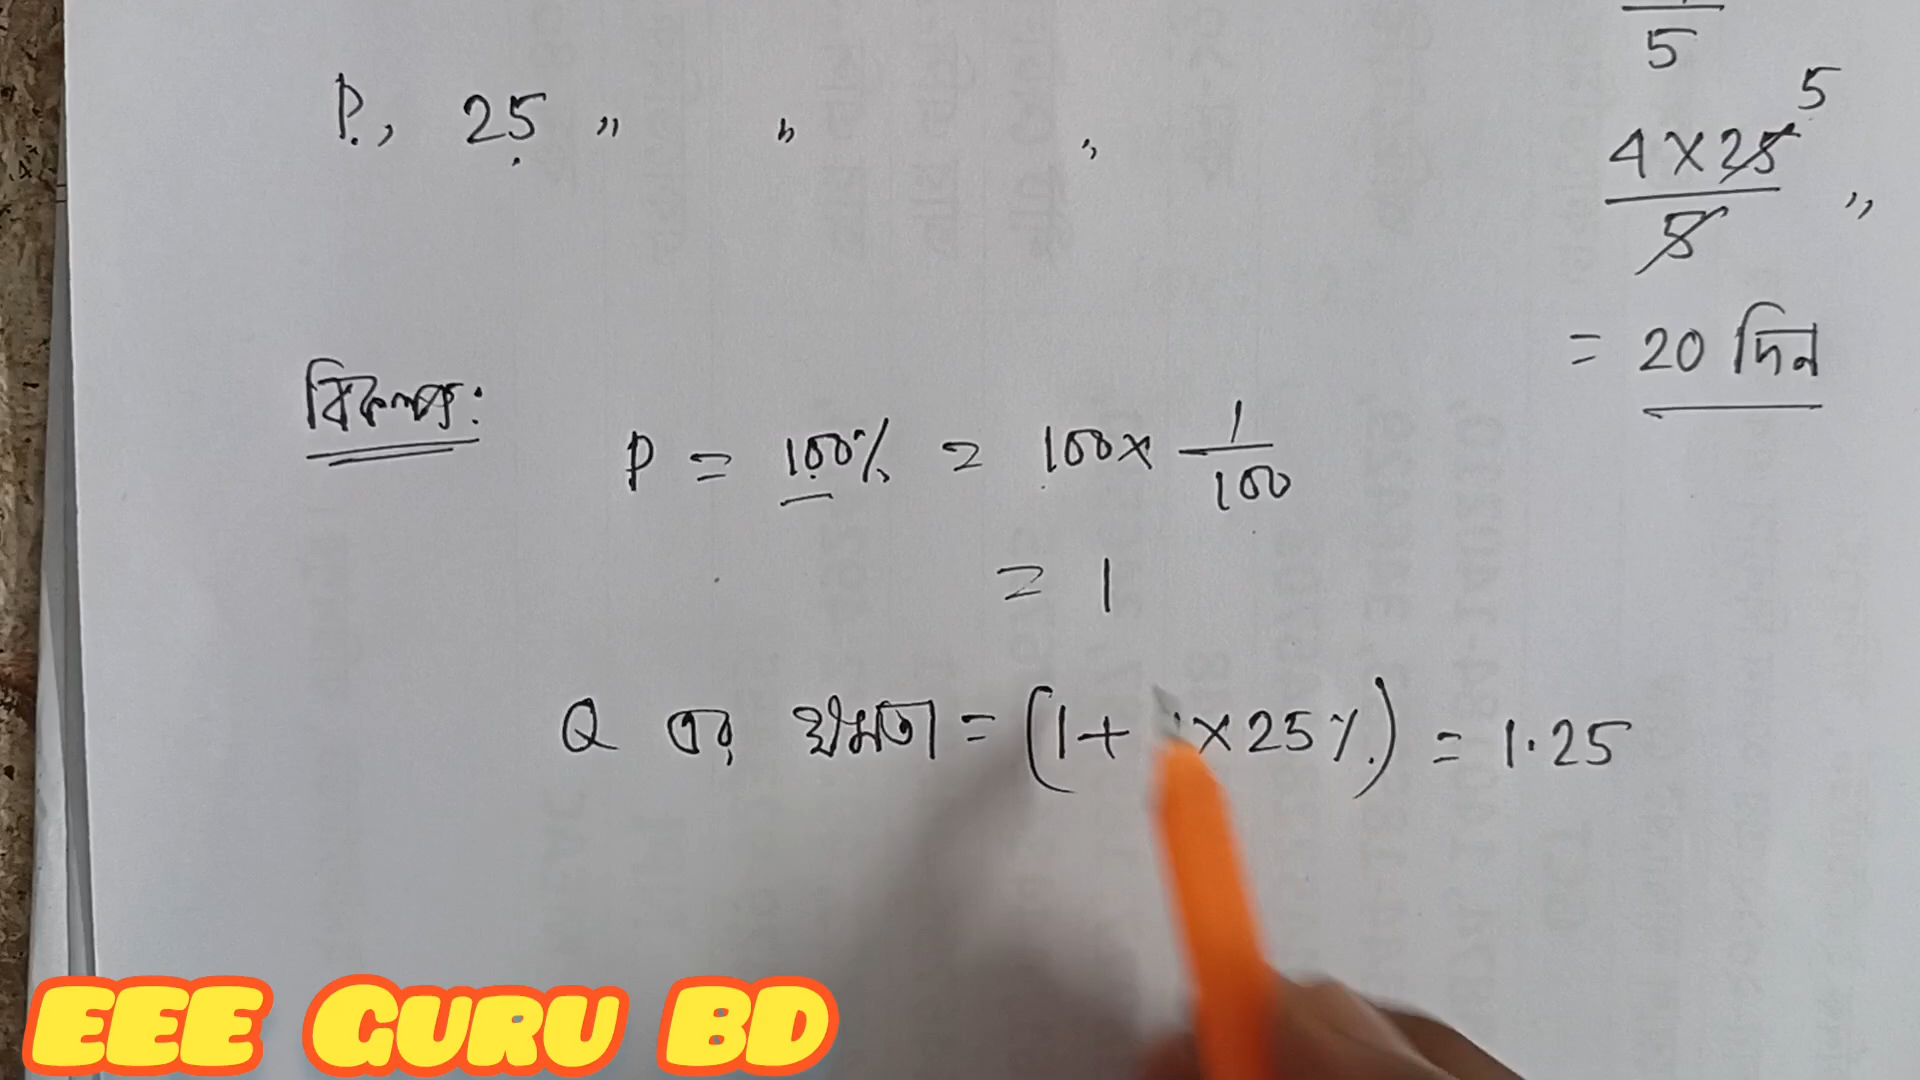 5
P., 25 " " "
4×25 5 "
5
= 20 দিন
বিকল্প:
P = 100% = 100× 1/100
= 1
Q এর ক্ষমতা = (1+1×25%) = 1.25
EEE GURU BD